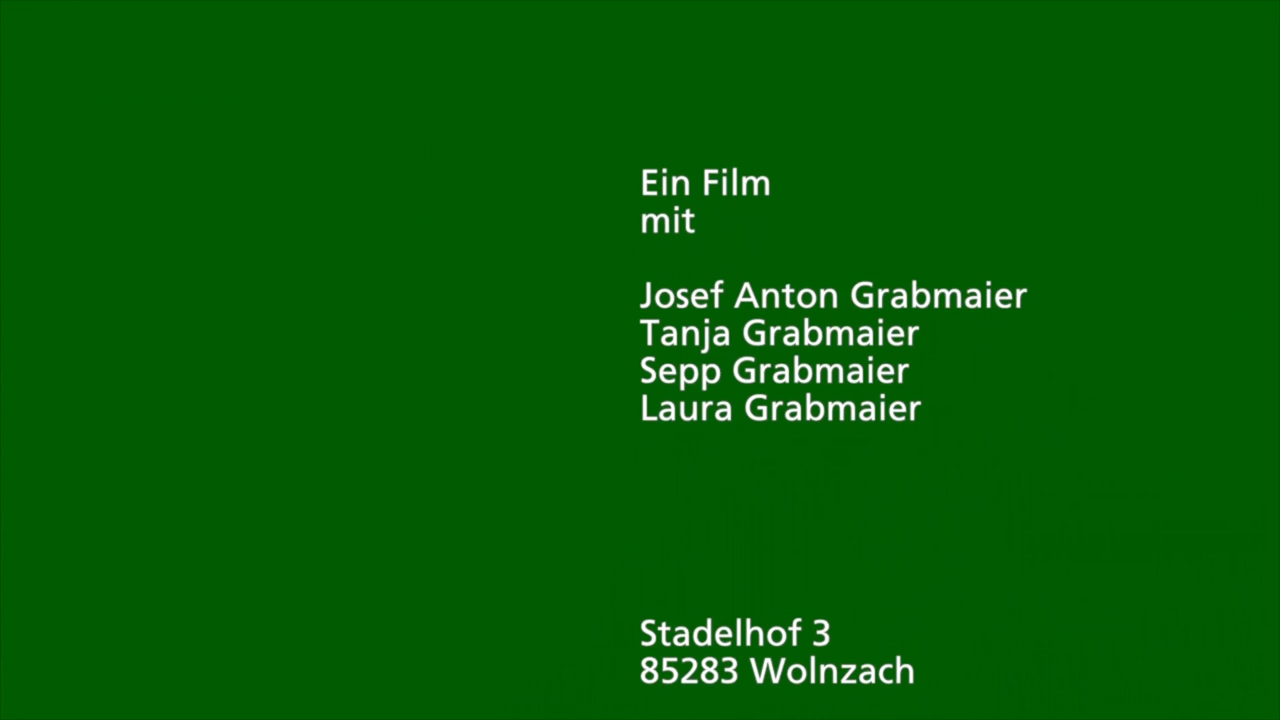 Ein Film
mit
Josef Anton Grabmaier
Tanja Grabmaier
Sepp Grabmaier
Laura Grabmaier
Stadelhof 3
85283 Wolnzach